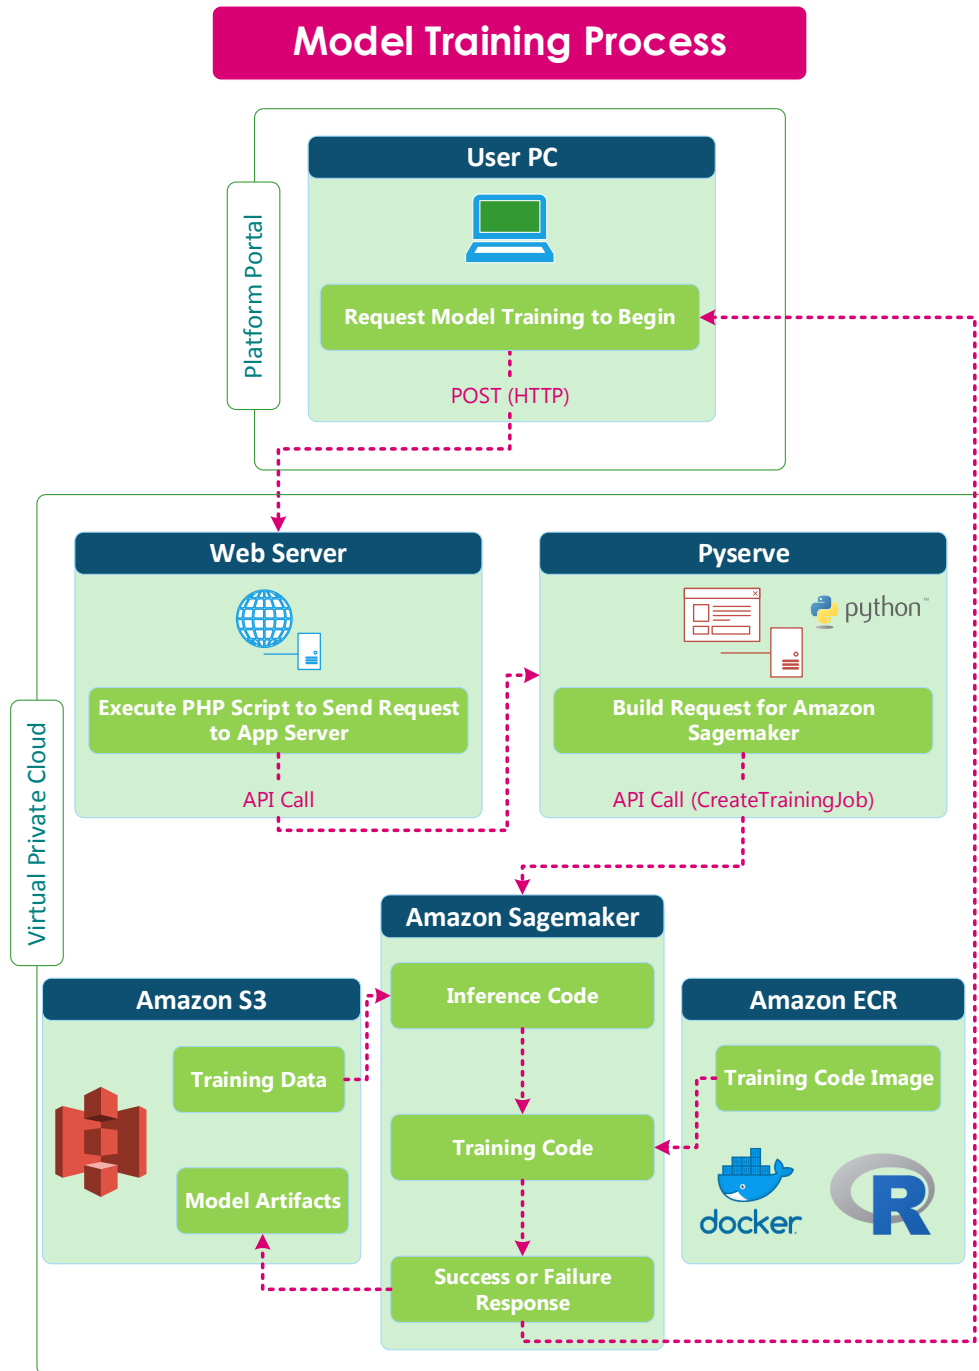 Model Training Process
User PC
Platform Portal
Request Model Training to Begin
POST (HTTP)
Virtual Private Cloud
Web Server
Execute PHP Script to Send Request
to App Server
API Call
Pyserve
python™
Build Request for Amazon
Sagemaker
API Call (CreateTrainingJob)
Amazon Sagemaker
Inference Code
Training Code
Success or Failure
Response
Amazon S3
Training Data
Model Artifacts
Amazon ECR
Training Code Image
docker
R